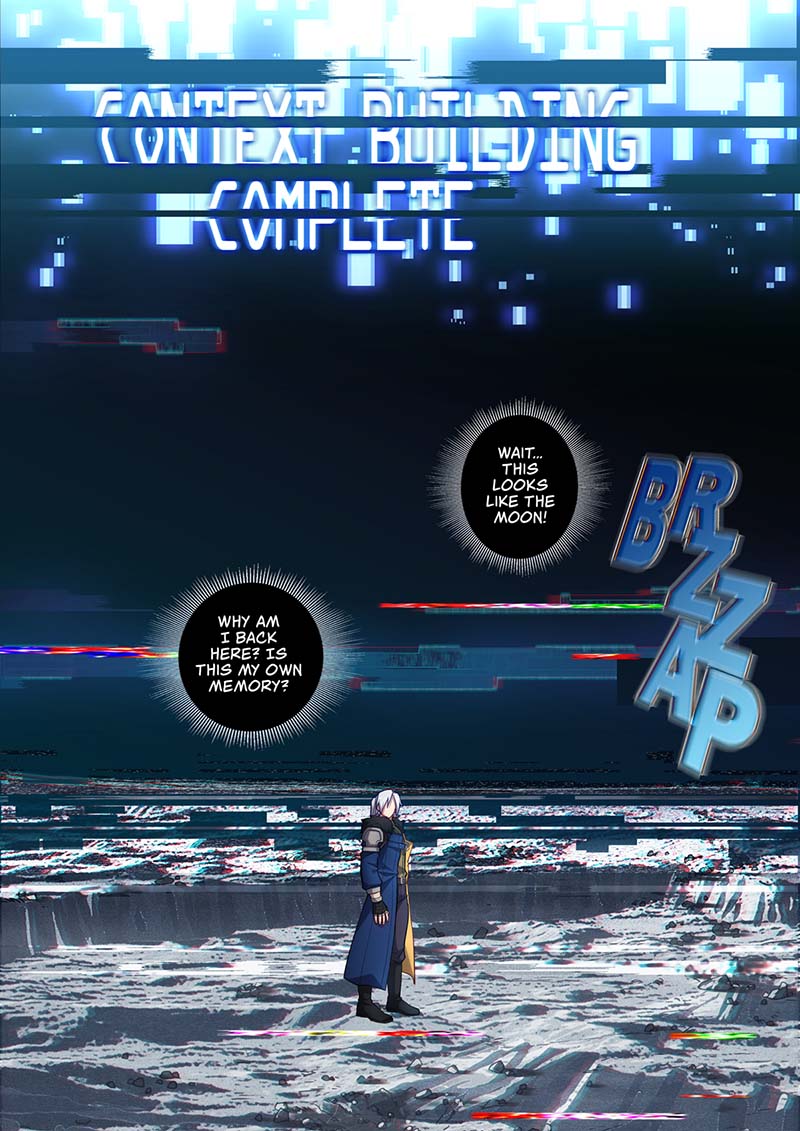 CONTEXT BUILDING
COMPLETE
WAIT...
THIS
LOOKS
LIKE THE
MOON!
BRZZAP
WHY AM
I BACK
HERE? IS
THIS MY OWN
MEMORY?